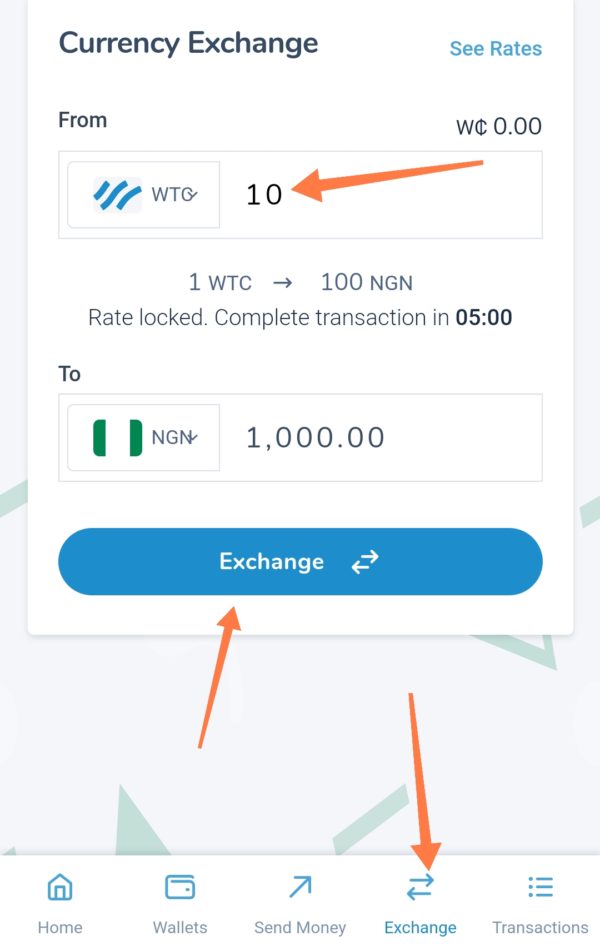 Currency Exchange
See Rates
From
W₵ 0.00
WTC 10
1 WTC → 100 NGN
Rate locked. Complete transaction in 05:00
To
NGN 1,000.00
Exchange
Home Wallets Send Money Exchange Transactions